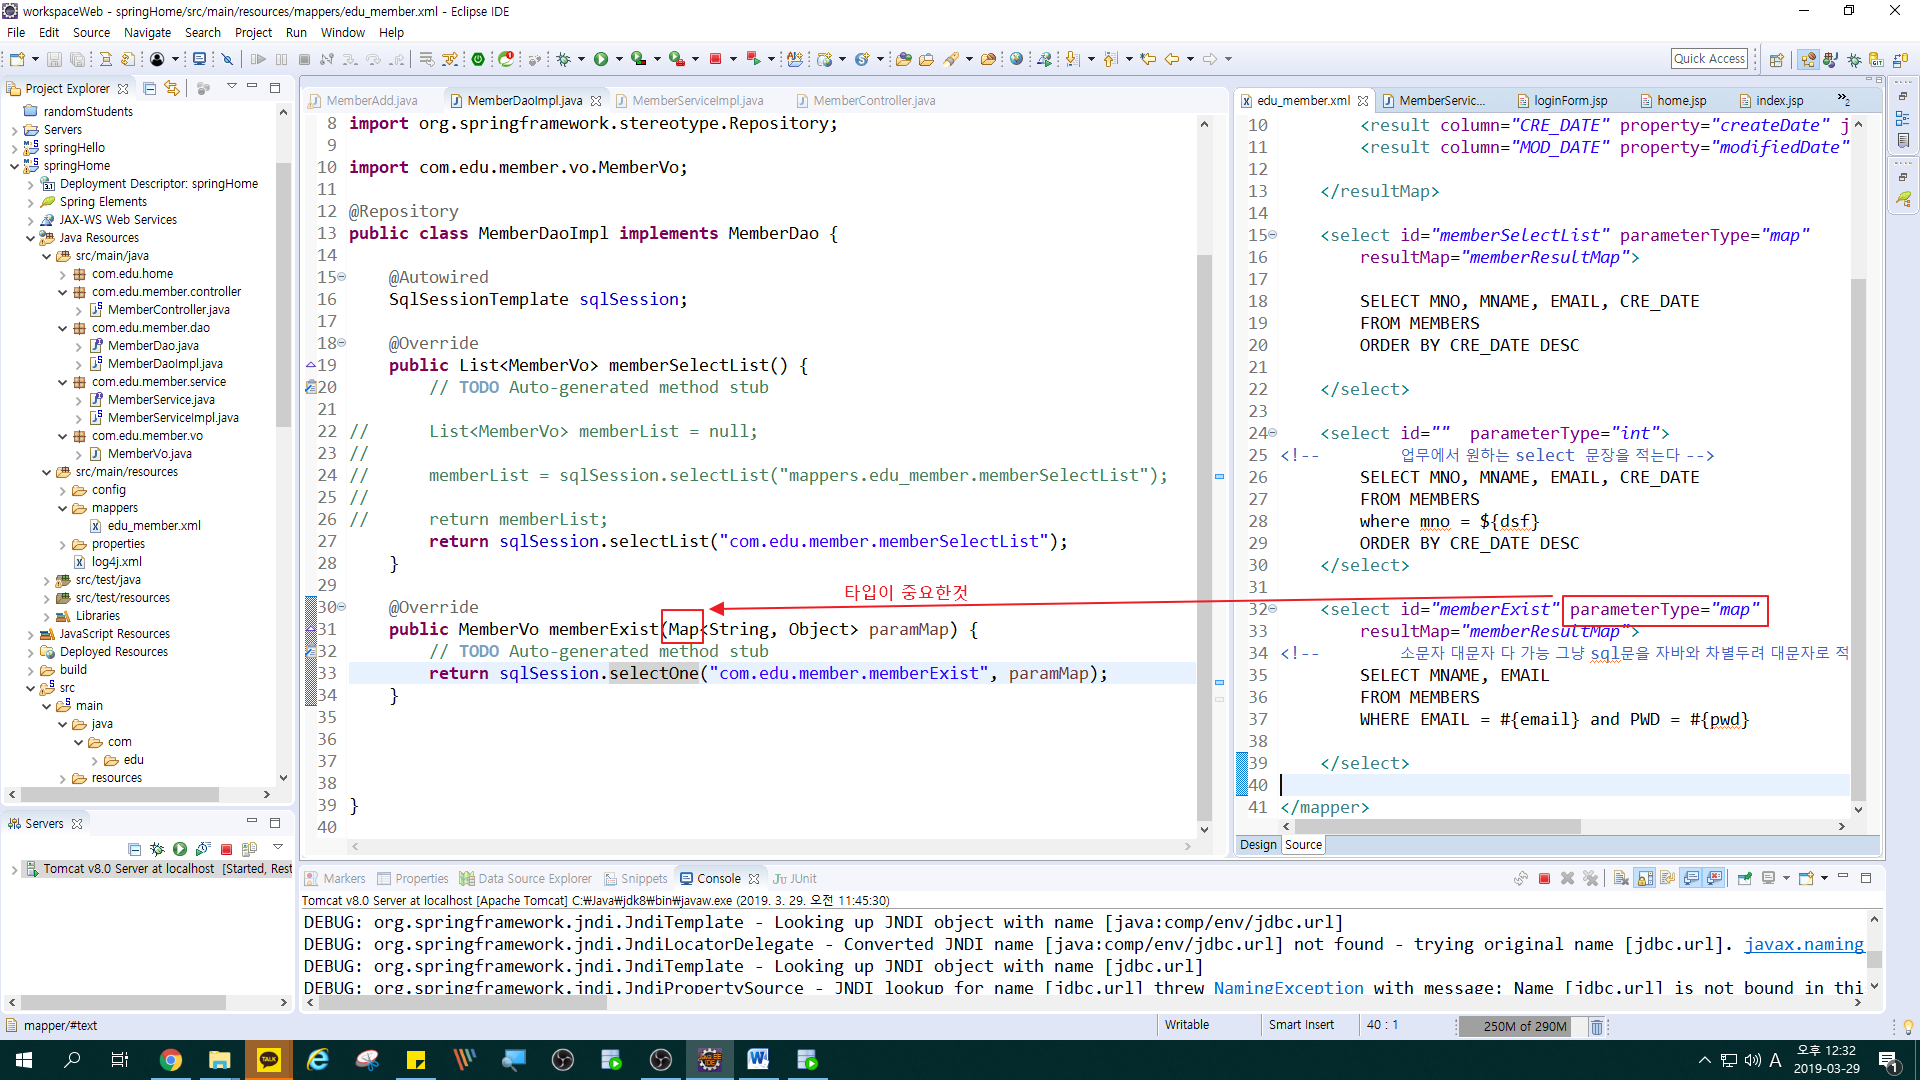 workspaceWeb - springHome/src/main/resources/mappers/edu_member.xml - Eclipse IDE
File Edit Source Navigate Search Project Run Window Help
Quick Access
Project Explorer
randomStudents
Servers
springHello
springHome
Deployment Descriptor: springHome
Spring Elements
JAX-WS Web Services
Java Resources
src/main/java
com.edu.home
com.edu.member.controller
MemberController.java
com.edu.member.dao
MemberDao.java
MemberDaoImpl.java
com.edu.member.service
MemberService.java
MemberServiceImpl.java
com.edu.member.vo
MemberVo.java
src/main/resources
config
mappers
edu_member.xml
properties
log4j.xml
src/test/java
src/test/resources
Libraries
JavaScript Resources
Deployed Resources
build
src
main
java
com
edu
resources
Servers
Tomcat v8.0 Server at localhost [Started, Rest
MemberAdd.java MemberDaoImpl.java MemberServiceImpl.java MemberController.java
8 import org.springframework.stereotype.Repository;
9
10 import com.edu.member.vo.MemberVo;
11
12 @Repository
13 public class MemberDaoImpl implements MemberDao {
14
15 @Autowired
16 SqlSessionTemplate sqlSession;
17
18 @Override
19 public List<MemberVo> memberSelectList() {
20 // TODO Auto-generated method stub
21
22 // List<MemberVo> memberList = null;
23 //
24 // memberList = sqlSession.selectList("mappers.edu_member.memberSelectList");
25 //
26 // return memberList;
27 return sqlSession.selectList("com.edu.member.memberSelectList");
28 }
29
타입이 중요한것
30 @Override
31 public MemberVo memberExist(Map<String, Object> paramMap) {
32 // TODO Auto-generated method stub
33 return sqlSession.selectOne("com.edu.member.memberExist", paramMap);
34 }
35
36
37
38
39 }
40
edu_member.xml MemberServic... loginForm.jsp home.jsp index.jsp »2
10 <result column="CRE_DATE" property="createDate" j
11 <result column="MOD_DATE" property="modifiedDate"
12
13 </resultMap>
14
15 <select id="memberSelectList" parameterType="map"
16 resultMap="memberResultMap">
17
18 SELECT MNO, MNAME, EMAIL, CRE_DATE
19 FROM MEMBERS
20 ORDER BY CRE_DATE DESC
21
22 </select>
23
24 <select id="" parameterType="int">
25 <!-- 업무에서 원하는 select 문장을 적는다 -->
26 SELECT MNO, MNAME, EMAIL, CRE_DATE
27 FROM MEMBERS
28 where mno = ${dsf}
29 ORDER BY CRE_DATE DESC
30 </select>
31
32 <select id="memberExist" parameterType="map"
33 resultMap="memberResultMap">
34 <!-- 소문자 대문자 다 가능 그냥 sql문을 자바와 차별두려 대문자로 적
35 SELECT MNAME, EMAIL
36 FROM MEMBERS
37 WHERE EMAIL = #{email} and PWD = #{pwd}
38
39 </select>
40
41 </mapper>
Design Source
Markers Properties Data Source Explorer Snippets Console JUnit
Tomcat v8.0 Server at localhost [Apache Tomcat] C:₩Java₩jdk8₩bin₩javaw.exe (2019. 3. 29. 오전 11:45:30)
DEBUG: org.springframework.jndi.JndiTemplate - Looking up JNDI object with name [java:comp/env/jdbc.url]
DEBUG: org.springframework.jndi.JndiLocatorDelegate - Converted JNDI name [java:comp/env/jdbc.url] not found - trying original name [jdbc.url]. javax.naming
DEBUG: org.springframework.jndi.JndiTemplate - Looking up JNDI object with name [jdbc.url]
DEBUG: org.springframework.jndi.JndiPropertySource - JNDI lookup for name [jdbc.url] threw NamingException with message: Name [jdbc.url] is not bound in thi
mapper/#text Writable Smart Insert 40 : 1 250M of 290M
TALK
A 오후 12:32
2019-03-29
1